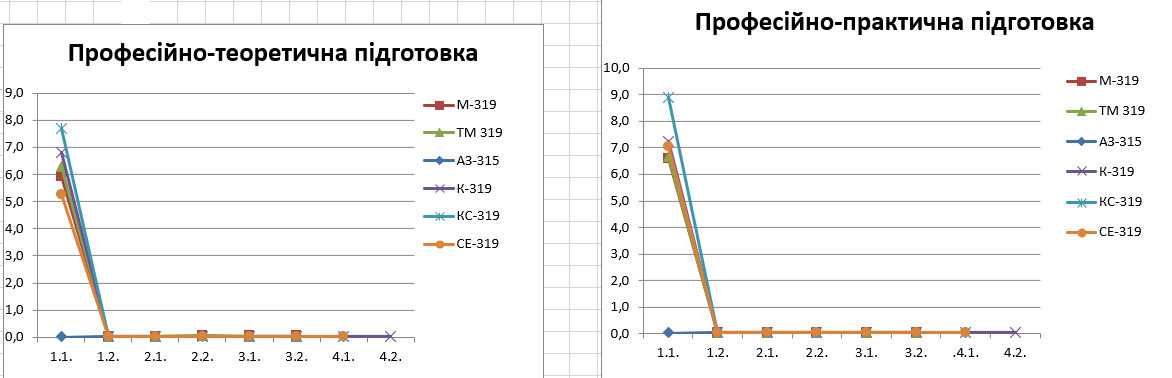 Професійно-теоретична підготовка
9,0
8,0
7,0
6,0
5,0
4,0
3,0
2,0
1,0
0,0
1.1. 1.2. 2.1. 2.2. 3.1. 3.2. 4.1. 4.2.
М-319
ТМ 319
АЗ-315
К-319
КС-319
СЕ-319
Професійно-практична підготовка
10,0
9,0
8,0
7,0
6,0
5,0
4,0
3,0
2,0
1,0
0,0
1.1. 1.2. 2.1. 2.2. 3.1. 3.2. .4.1. 4.2.
М-319
ТМ 319
АЗ-315
К-319
КС-319
СЕ-319